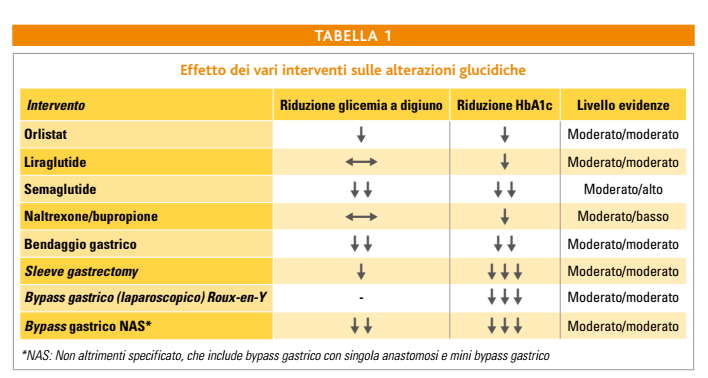 TABELLA 1
Effetto dei vari interventi sulle alterazioni glucidiche
Intervento Riduzione glicemia a digiuno Riduzione HbA1c Livello evidenze
Orlistat ↓ ↓ Moderato/moderato
Liraglutide ↔ ↓ Moderato/moderato
Semaglutide ↓↓ ↓↓ Moderato/alto
Naltrexone/bupropione ↔ ↓ Moderato/basso
Bendaggio gastrico ↓↓ ↓↓ Moderato/moderato
Sleeve gastrectomy ↓ ↓↓↓ Moderato/moderato
Bypass gastrico (laparoscopico) Roux-en-Y - ↓↓↓ Moderato/moderato
Bypass gastrico NAS* ↓↓ ↓↓↓ Moderato/moderato
*NAS: Non altrimenti specificato, che include bypass gastrico con singola anastomosi e mini bypass gastrico